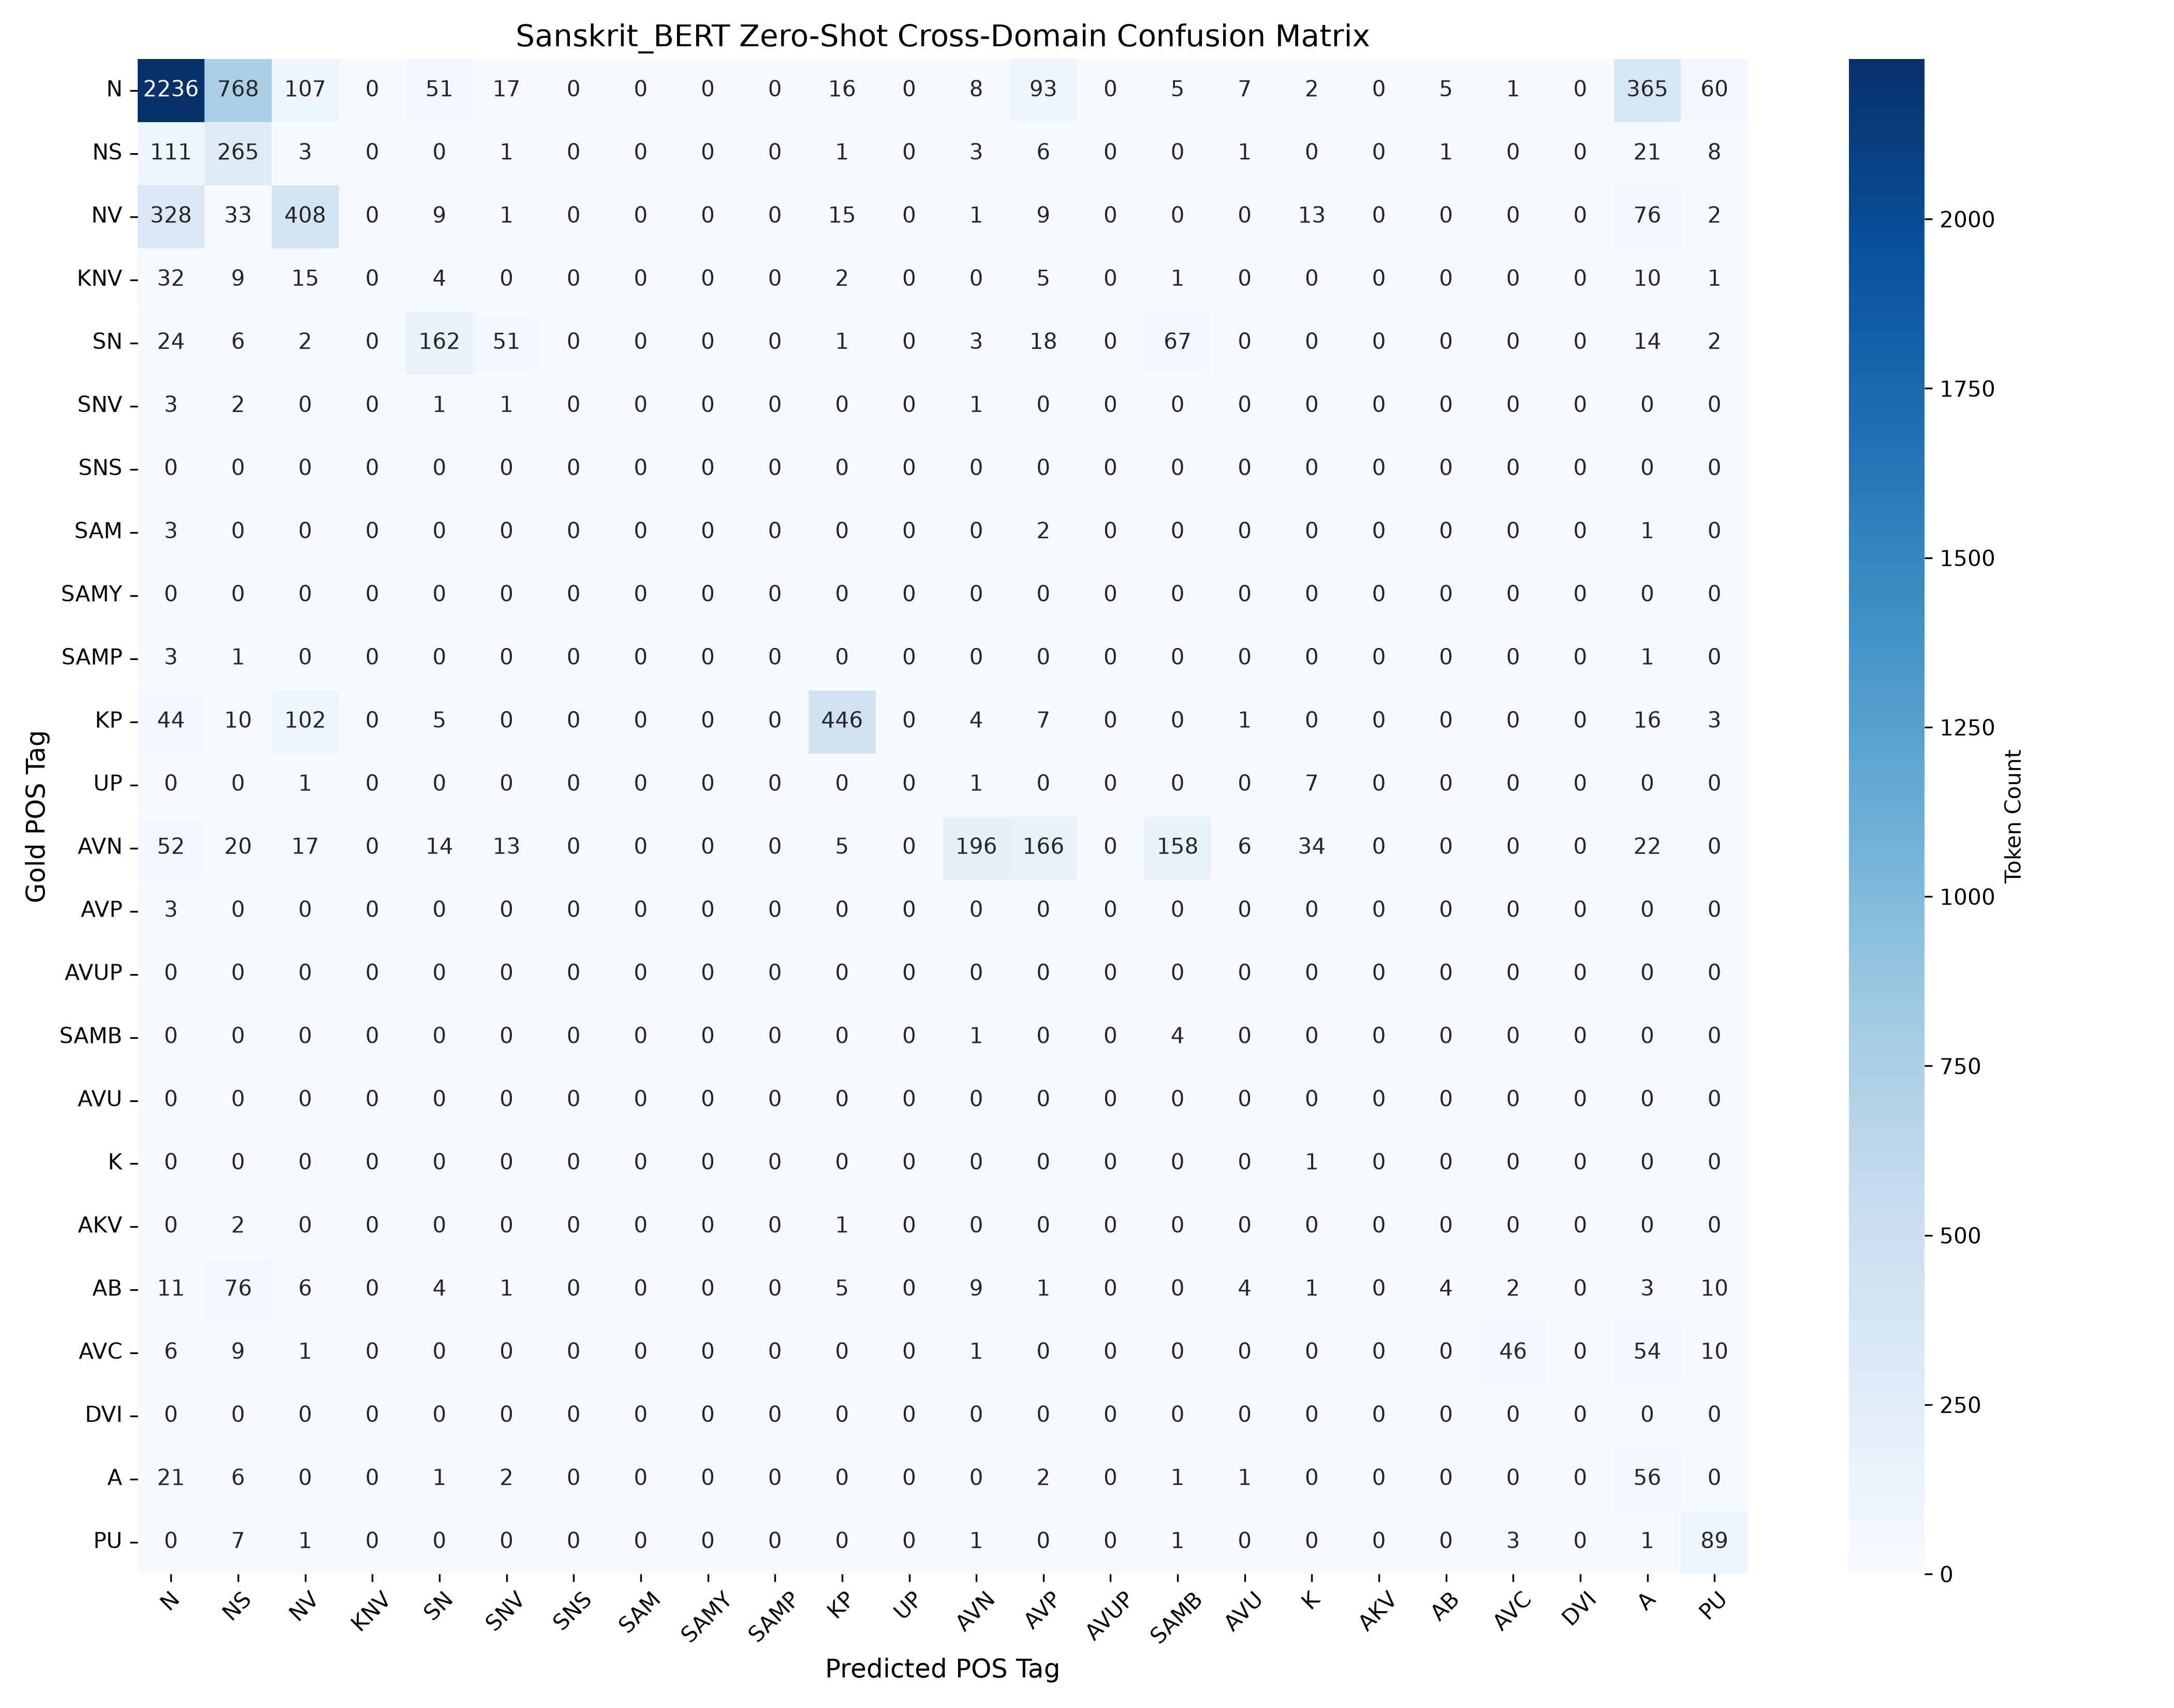 Sanskrit_BERT Zero-Shot Cross-Domain Confusion Matrix
N 2236 768 107 0 51 17 0 0 0 0 16 0 8 93 0 5 7 2 0 5 1 0 365 60
NS 111 265 3 0 0 1 0 0 0 0 1 0 3 6 0 0 1 0 0 1 0 0 21 8
NV 328 33 408 0 9 1 0 0 0 0 15 0 1 9 0 0 0 13 0 0 0 0 76 2
KNV 32 9 15 0 4 0 0 0 0 0 2 0 0 5 0 1 0 0 0 0 0 0 10 1
SN 24 6 2 0 162 51 0 0 0 0 1 0 3 18 0 67 0 0 0 0 0 0 14 2
SNV 3 2 0 0 1 1 0 0 0 0 0 0 1 0 0 0 0 0 0 0 0 0 0 0
SNS 0 0 0 0 0 0 0 0 0 0 0 0 0 0 0 0 0 0 0 0 0 0 0 0
SAM 3 0 0 0 0 0 0 0 0 0 0 0 0 2 0 0 0 0 0 0 0 0 1 0
SAMY 0 0 0 0 0 0 0 0 0 0 0 0 0 0 0 0 0 0 0 0 0 0 0 0
SAMP 3 1 0 0 0 0 0 0 0 0 0 0 0 0 0 0 0 0 0 0 0 0 1 0
KP 44 10 102 0 5 0 0 0 0 0 446 0 4 7 0 0 1 0 0 0 0 0 16 3
UP 0 0 1 0 0 0 0 0 0 0 0 0 1 0 0 0 0 7 0 0 0 0 0 0
AVN 52 20 17 0 14 13 0 0 0 0 5 0 196 166 0 158 6 34 0 0 0 0 22 0
AVP 3 0 0 0 0 0 0 0 0 0 0 0 0 0 0 0 0 0 0 0 0 0 0 0
AVUP 0 0 0 0 0 0 0 0 0 0 0 0 0 0 0 0 0 0 0 0 0 0 0 0
SAMB 0 0 0 0 0 0 0 0 0 0 0 0 1 0 0 4 0 0 0 0 0 0 0 0
AVU 0 0 0 0 0 0 0 0 0 0 0 0 0 0 0 0 0 0 0 0 0 0 0 0
K 0 0 0 0 0 0 0 0 0 0 0 0 0 0 0 0 0 1 0 0 0 0 0 0
AKV 0 2 0 0 0 0 0 0 0 0 1 0 0 0 0 0 0 0 0 0 0 0 0 0
AB 11 76 6 0 4 1 0 0 0 0 5 0 9 1 0 0 4 1 0 4 2 0 3 10
AVC 6 9 1 0 0 0 0 0 0 0 0 0 1 0 0 0 0 0 0 0 46 0 54 10
DVI 0 0 0 0 0 0 0 0 0 0 0 0 0 0 0 0 0 0 0 0 0 0 0 0
A 21 6 0 0 1 2 0 0 0 0 0 0 0 2 0 1 1 0 0 0 0 0 56 0
PU 0 7 1 0 0 0 0 0 0 0 0 0 1 0 0 1 0 0 0 0 3 0 1 89
N NS NV KNV SN SNV SNS SAM SAMY SAMP KP UP AVN AVP AVUP SAMB AVU K AKV AB AVC DVI A PU
Predicted POS Tag
Gold POS Tag
2000
1750
1500
1250
1000
750
500
250
0
Token Count